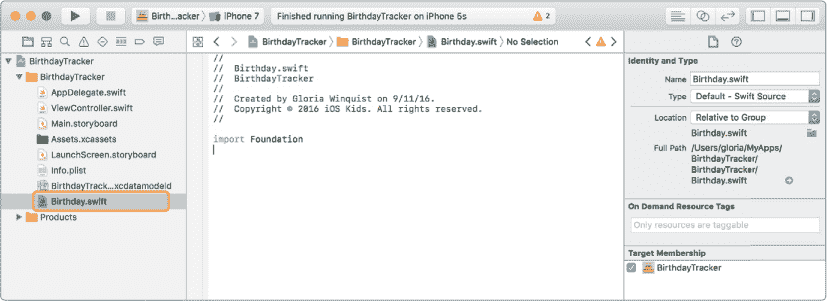 Birth...acker
iPhone 7
Finished running BirthdayTracker on iPhone 6s
2
BirthdayTracker
BirthdayTracker
AppDelegate.swift
ViewController.swift
Main.storyboard
Assets.xcassets
LaunchScreen.storyboard
Info.plist
BirthdayTrack...xcdatamodeld
Birthday.swift
Products
BirthdayTracker
BirthdayTracker
Birthday.swift
No Selection
//
// Birthday.swift
// BirthdayTracker
//
// Created by Gloria Winquist on 9/11/16.
// Copyright © 2016 iOS Kids. All rights reserved.
//
import Foundation
Identity and Type
Name Birthday.swift
Type Default - Swift Source
Location Relative to Group
Birthday.swift
Full Path /Users/gloria/MyApps/
BirthdayTracker/
BirthdayTracker/
Birthday.swift
On Demand Resource Tags
Only resources are taggable
Target Membership
BirthdayTracker